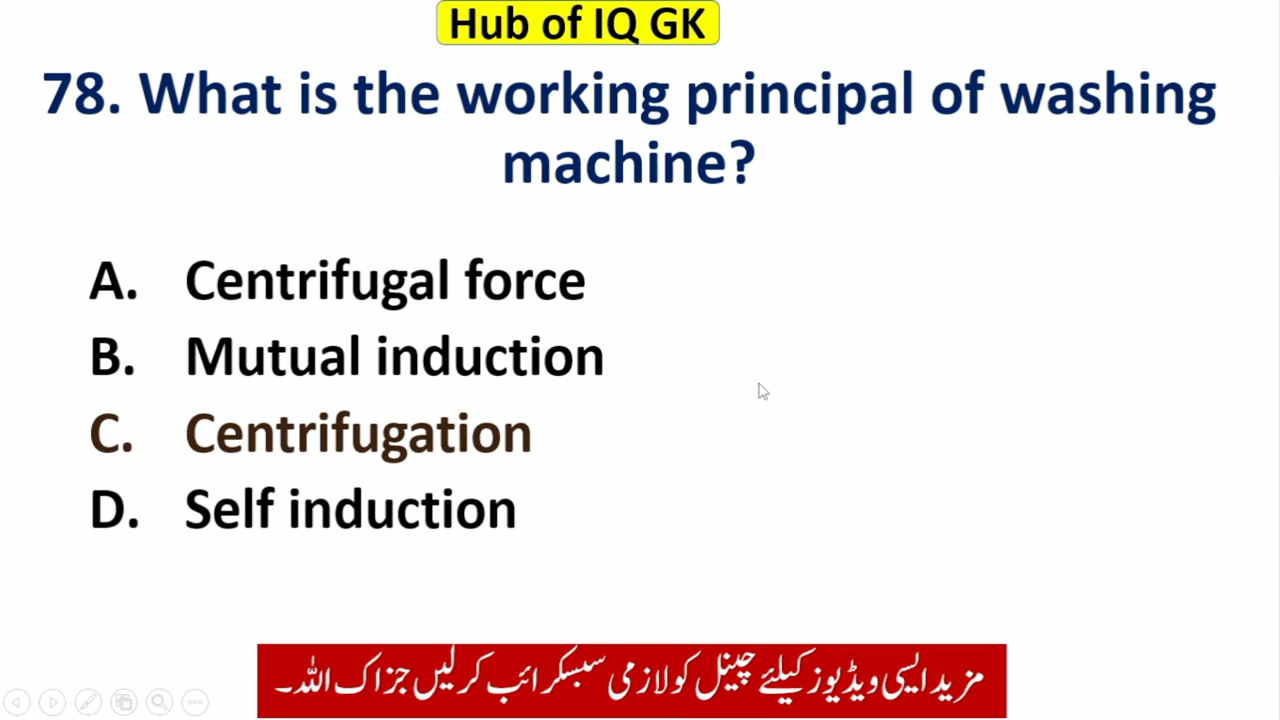 Hub of IQ GK
78. What is the working principal of washing
machine?
A. Centrifugal force
B. Mutual induction
C. Centrifugation
D. Self induction
مزید ایسی ویڈیوز کیلئے چینل کو لازمی سبسکرائب کر لیں جزاک اللہ۔